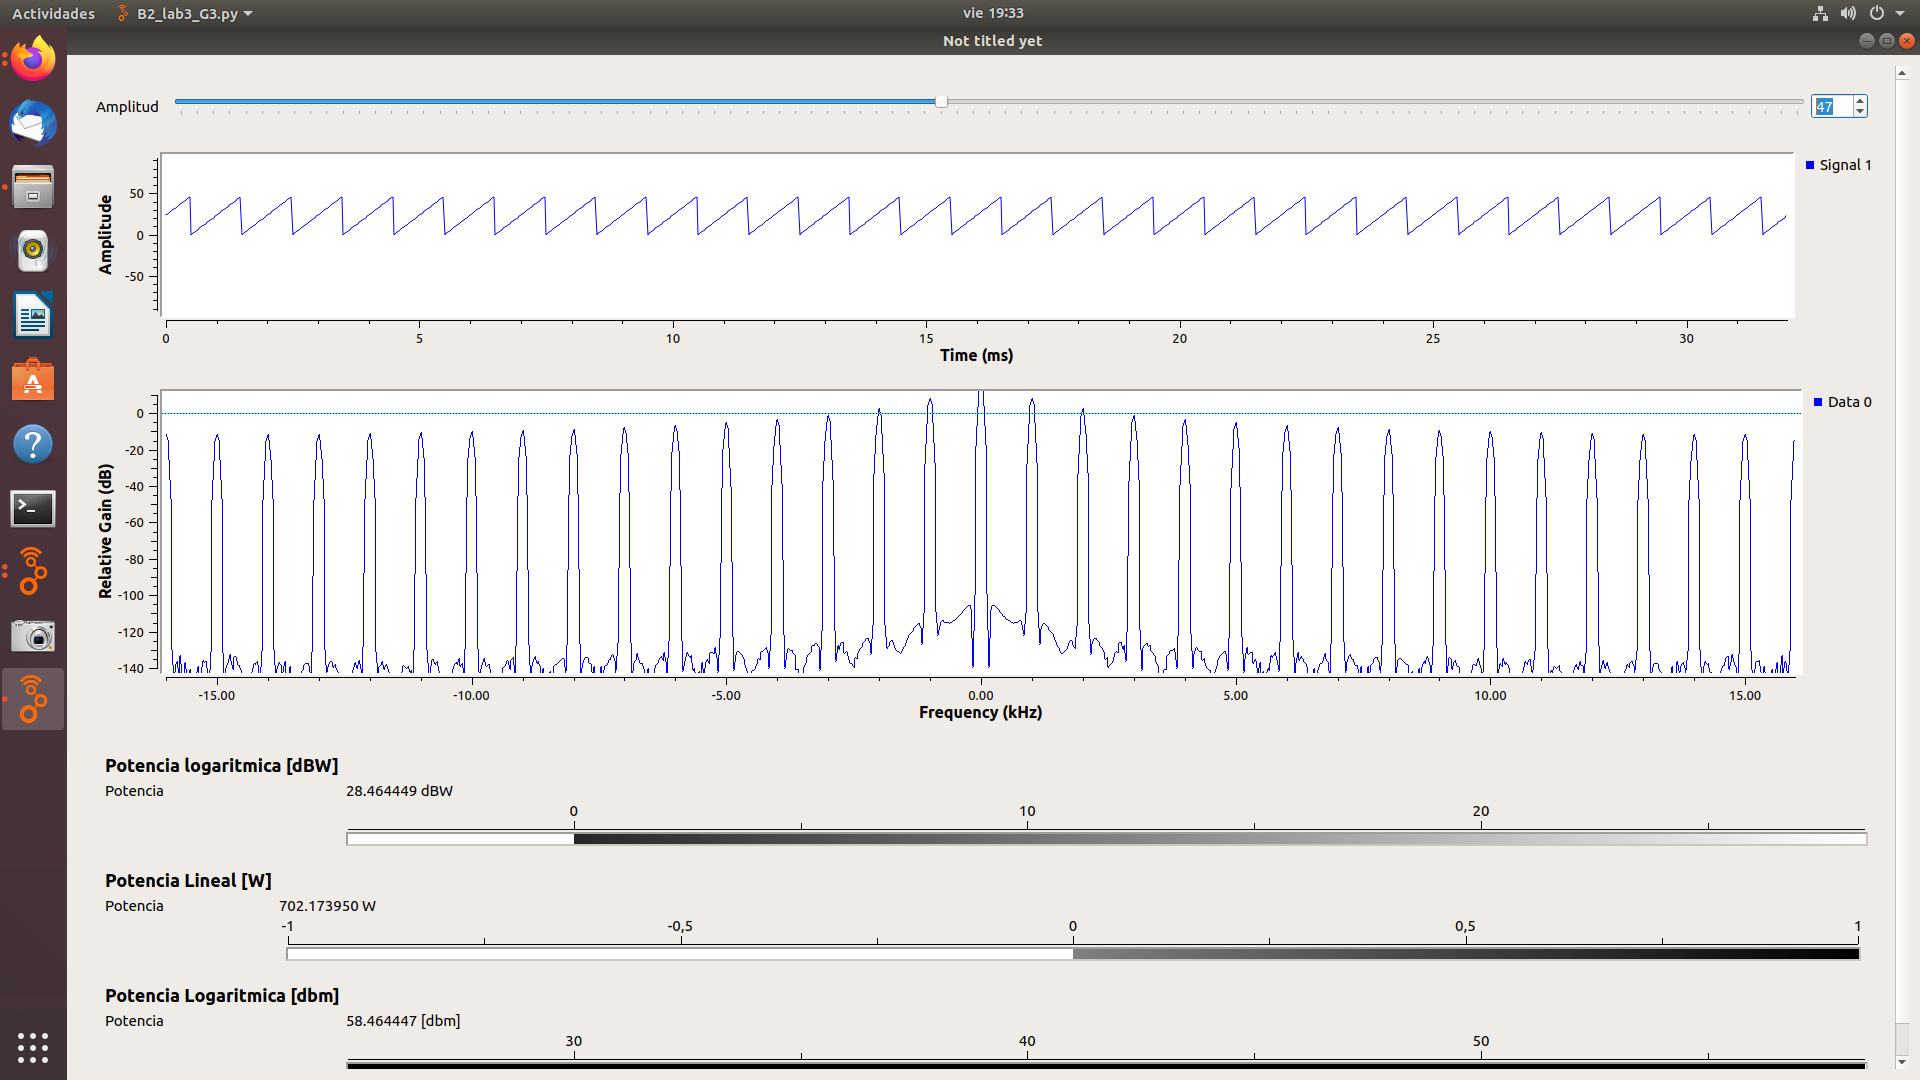 Actividades B2_lab3_G3.py vie 19:33
Not titled yet
Amplitud 47
Signal 1
Amplitude
50
0
-50
0 5 10 15 20 25 30
Time (ms)
Data 0
Relative Gain (dB)
0
-20
-40
-60
-80
-100
-120
-140
-15.00 -10.00 -5.00 0.00 5.00 10.00 15.00
Frequency (kHz)
Potencia logaritmica [dBW]
Potencia 28.464449 dBW
0 10 20
Potencia Lineal [W]
Potencia 702.173950 W
-1 -0,5 0 0,5 1
Potencia Logaritmica [dbm]
Potencia 58.464447 [dbm]
30 40 50